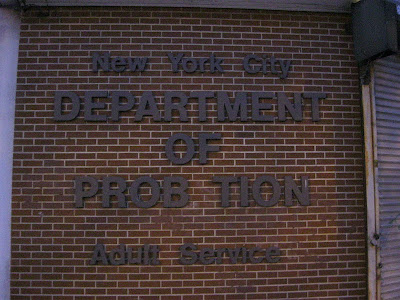 New York City
DEPARTMENT
OF
PROB TION
Adult Service